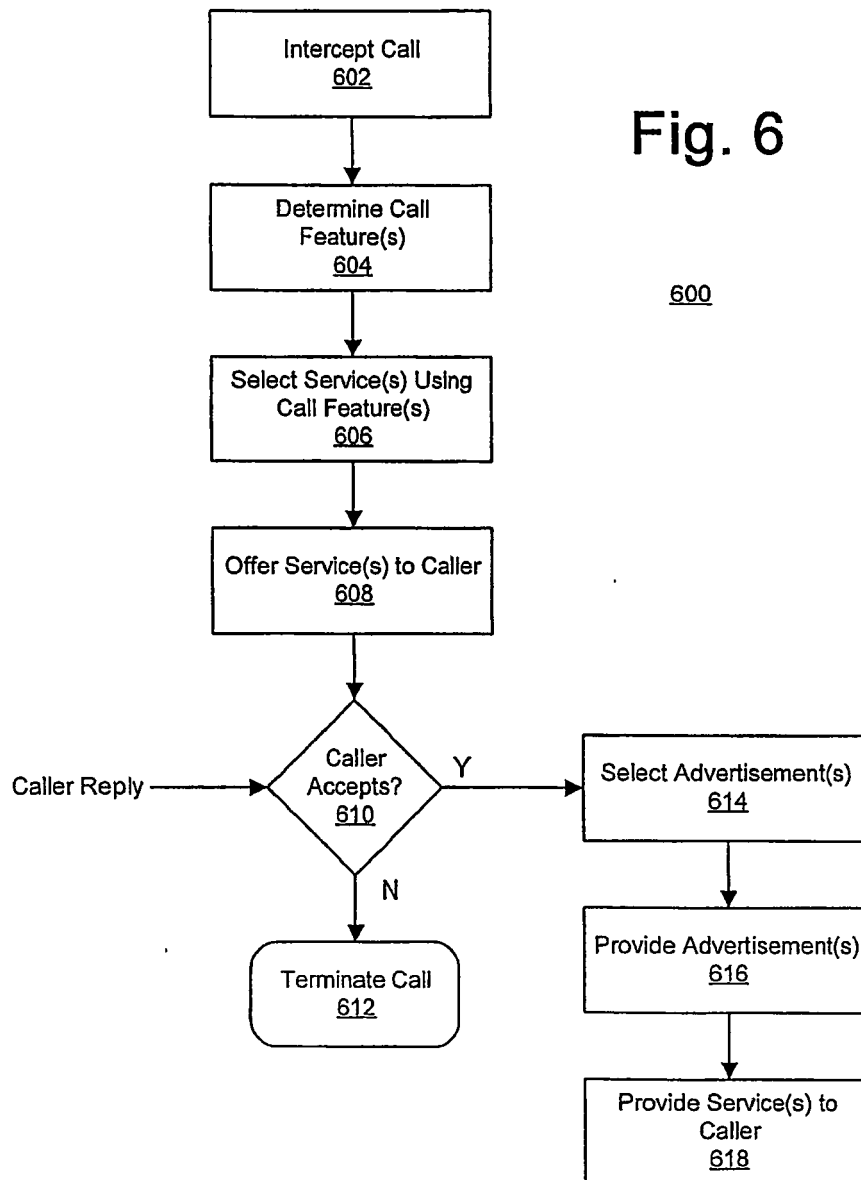 Intercept Call
602
Fig. 6
Determine Call
Feature(s)
604
600
Select Service(s) Using
Call Feature(s)
606
Offer Service(s) to Caller
608
Caller Reply
Caller
Accepts?
610
Y
N
Select Advertisement(s)
614
Provide Advertisement(s)
616
Terminate Call
612
Provide Service(s) to
Caller
618